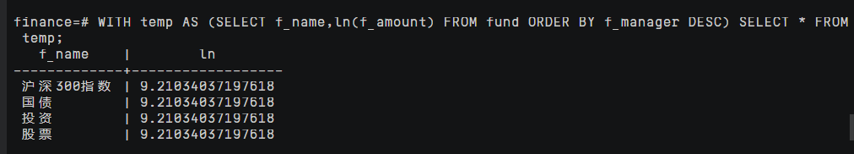 finance=# WITH temp AS (SELECT f_name,ln(f_amount) FROM fund ORDER BY f_manager DESC) SELECT * FROM
 temp;
   f_name    |        ln
-------------+------------------
 沪深300指数 | 9.21034037197618
 国债        | 9.21034037197618
 投资        | 9.21034037197618
 股票        | 9.21034037197618